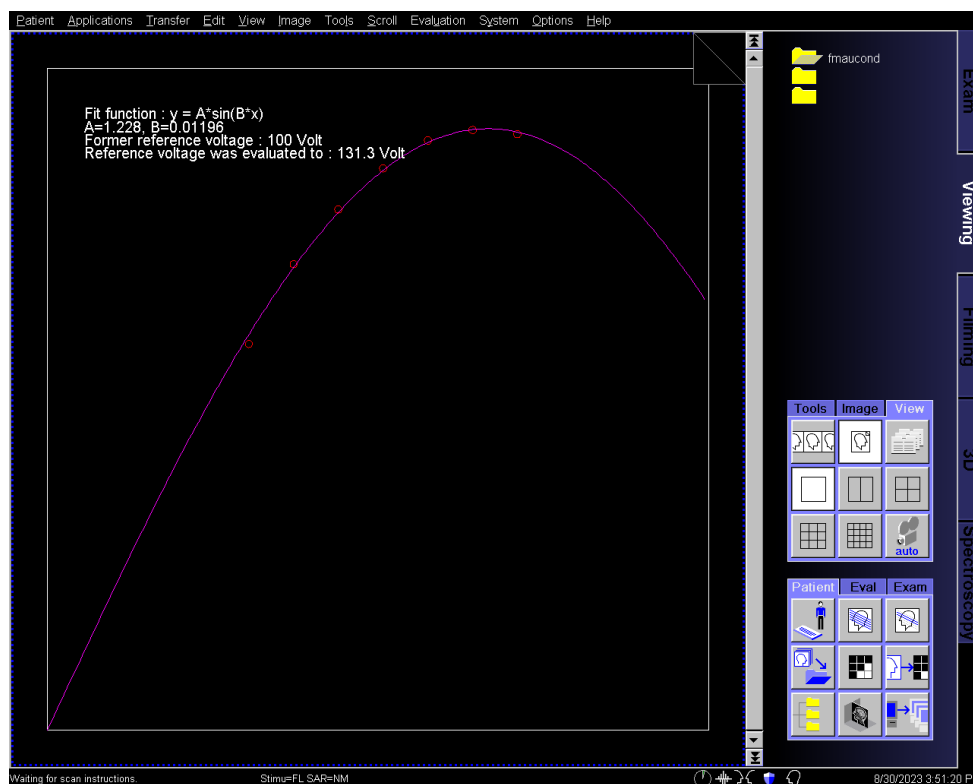 Patient Applications Transfer Edit View Image Tools Scroll Evaluation System Options Help
fmaucond
Fit function : y = A*sin(B*x)
A=1.228, B=0.01196
Former reference voltage : 100 Volt
Reference voltage was evaluated to : 131.3 Volt
Exam
Viewing
Filming
3D
Spectroscopy
Tools Image View
auto
Patient Eval Exam
Waiting for scan instructions.
Stimu=FL SAR=NM
8/30/2023 3:51:20 P